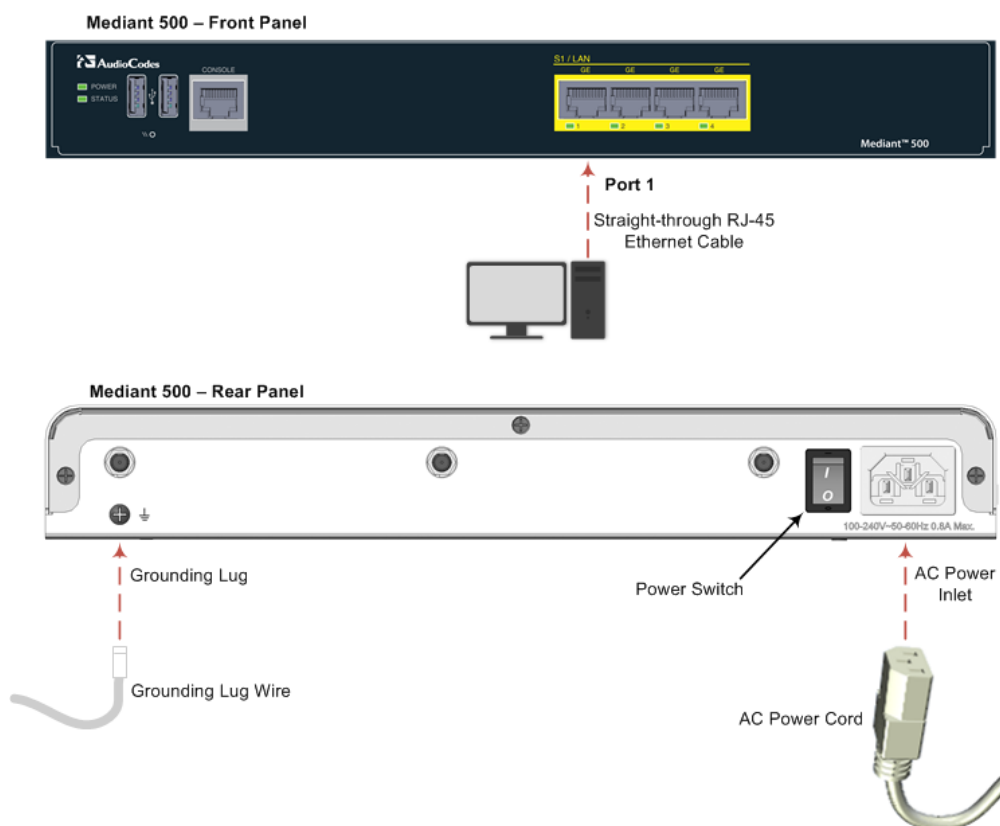 Mediant 500 – Front Panel
AudioCodes
POWER
STATUS
CONSOLE
S1 / LAN
GE GE GE GE
1 2 3 4
Mediant™ 500
Port 1
Straight-through RJ-45
Ethernet Cable
Mediant 500 – Rear Panel
I
O
100-240V~50-60Hz 0.8A Max.
Grounding Lug
Power Switch
AC Power
Inlet
Grounding Lug Wire
AC Power Cord